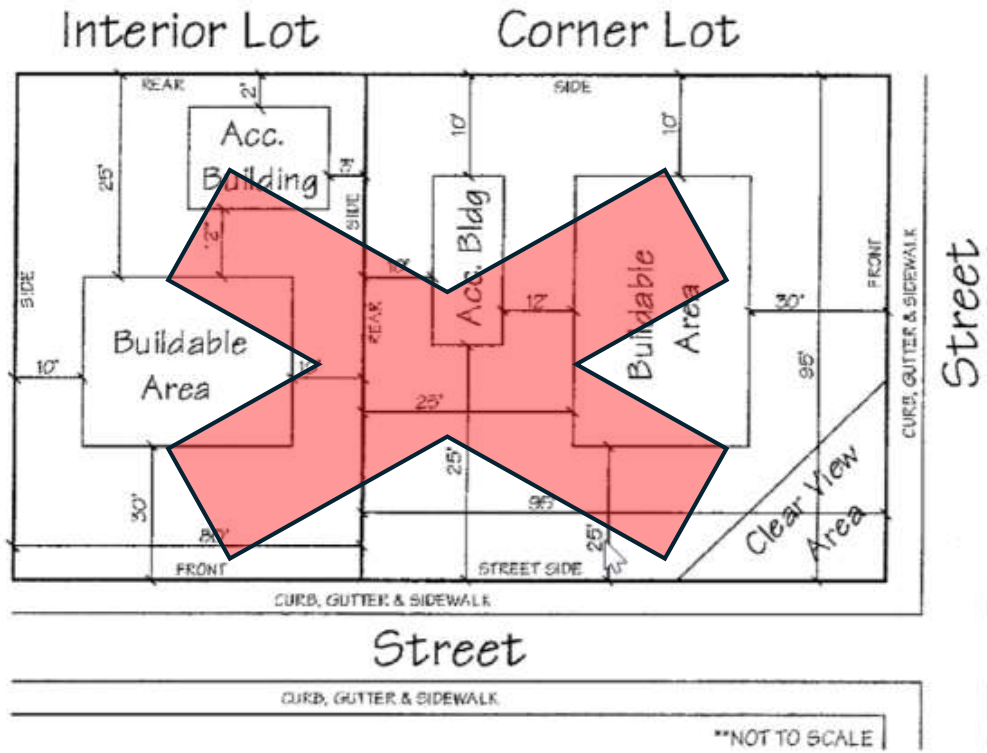 Interior Lot
Corner Lot
REAR
SIDE
2'
10'
10'
Acc.
Building
25'
3'
SIDE
Acc. Bldg
Buildable
Area
FRONT
CURB, GUTTER & SIDEWALK
Street
SIDE
REAR
12'
30'
Buildable
Area
10'
95'
25'
25'
30'
25'
Clear View
Area
FRONT
STREET SIDE
CURB, GUTTER & SIDEWALK
Street
CURB, GUTTER & SIDEWALK
**NOT TO SCALE